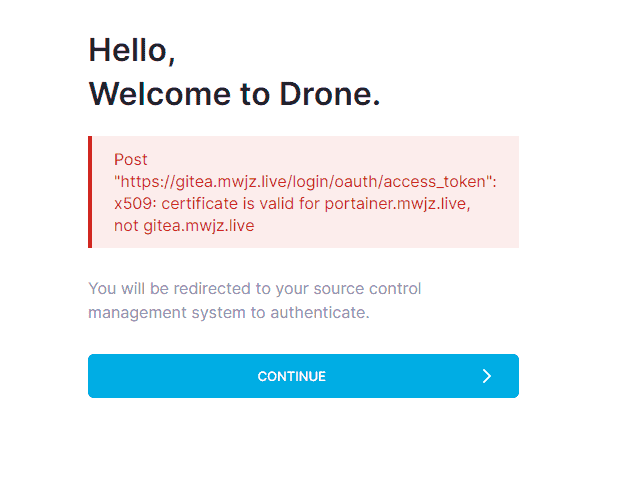 Hello,
Welcome to Drone.
Post
"https://gitea.mwjz.live/login/oauth/access_token":
x509: certificate is valid for portainer.mwjz.live,
not gitea.mwjz.live
You will be redirected to your source control
management system to authenticate.
CONTINUE